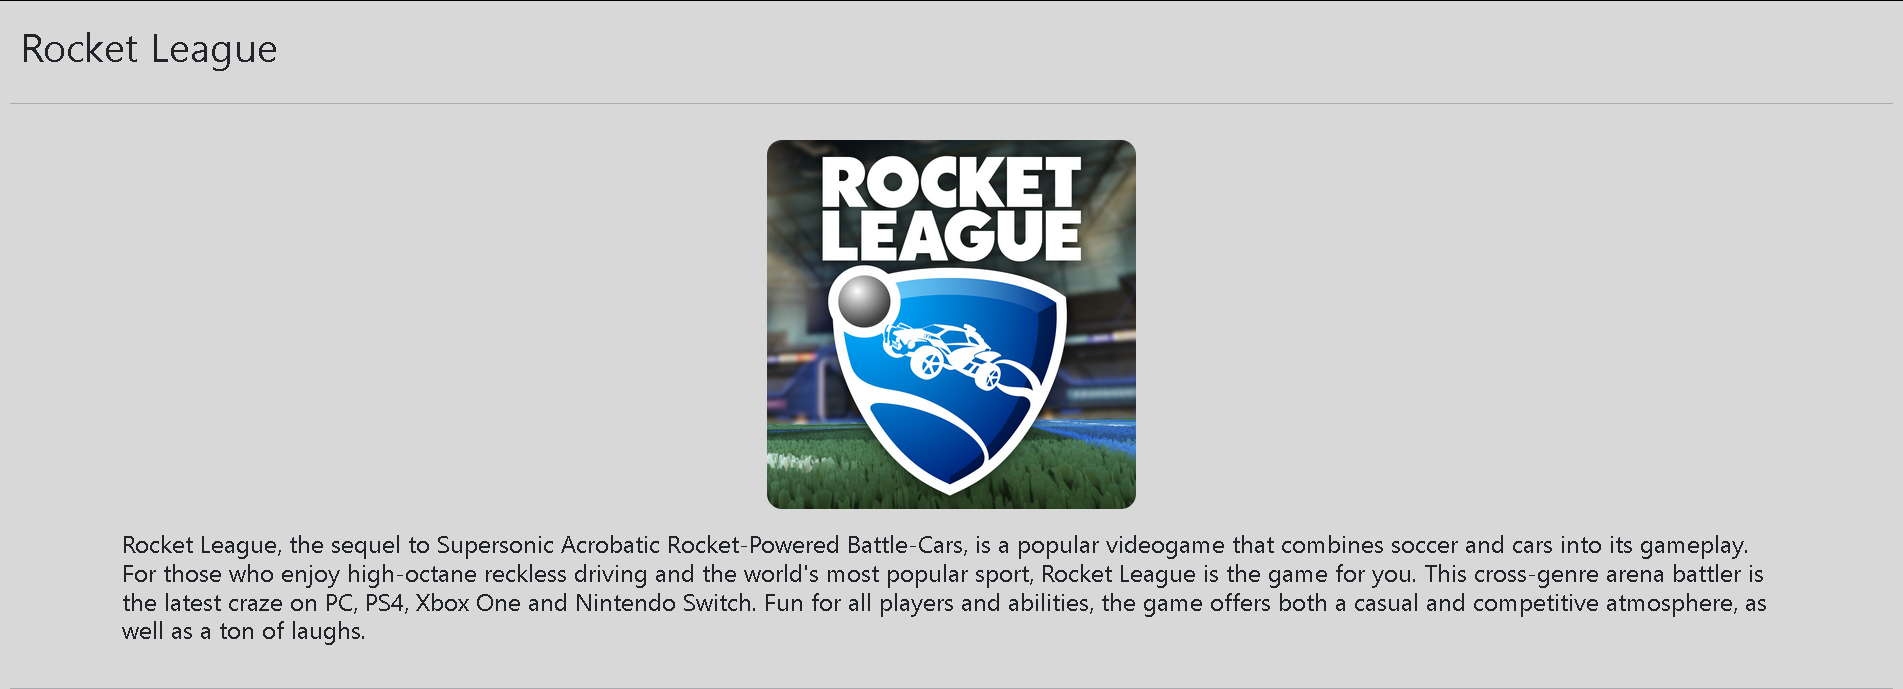 Rocket League
ROCKET
LEAGUE
Rocket League, the sequel to Supersonic Acrobatic Rocket-Powered Battle-Cars, is a popular videogame that combines soccer and cars into its gameplay.
For those who enjoy high-octane reckless driving and the world's most popular sport, Rocket League is the game for you. This cross-genre arena battler is
the latest craze on PC, PS4, Xbox One and Nintendo Switch. Fun for all players and abilities, the game offers both a casual and competitive atmosphere, as
well as a ton of laughs.